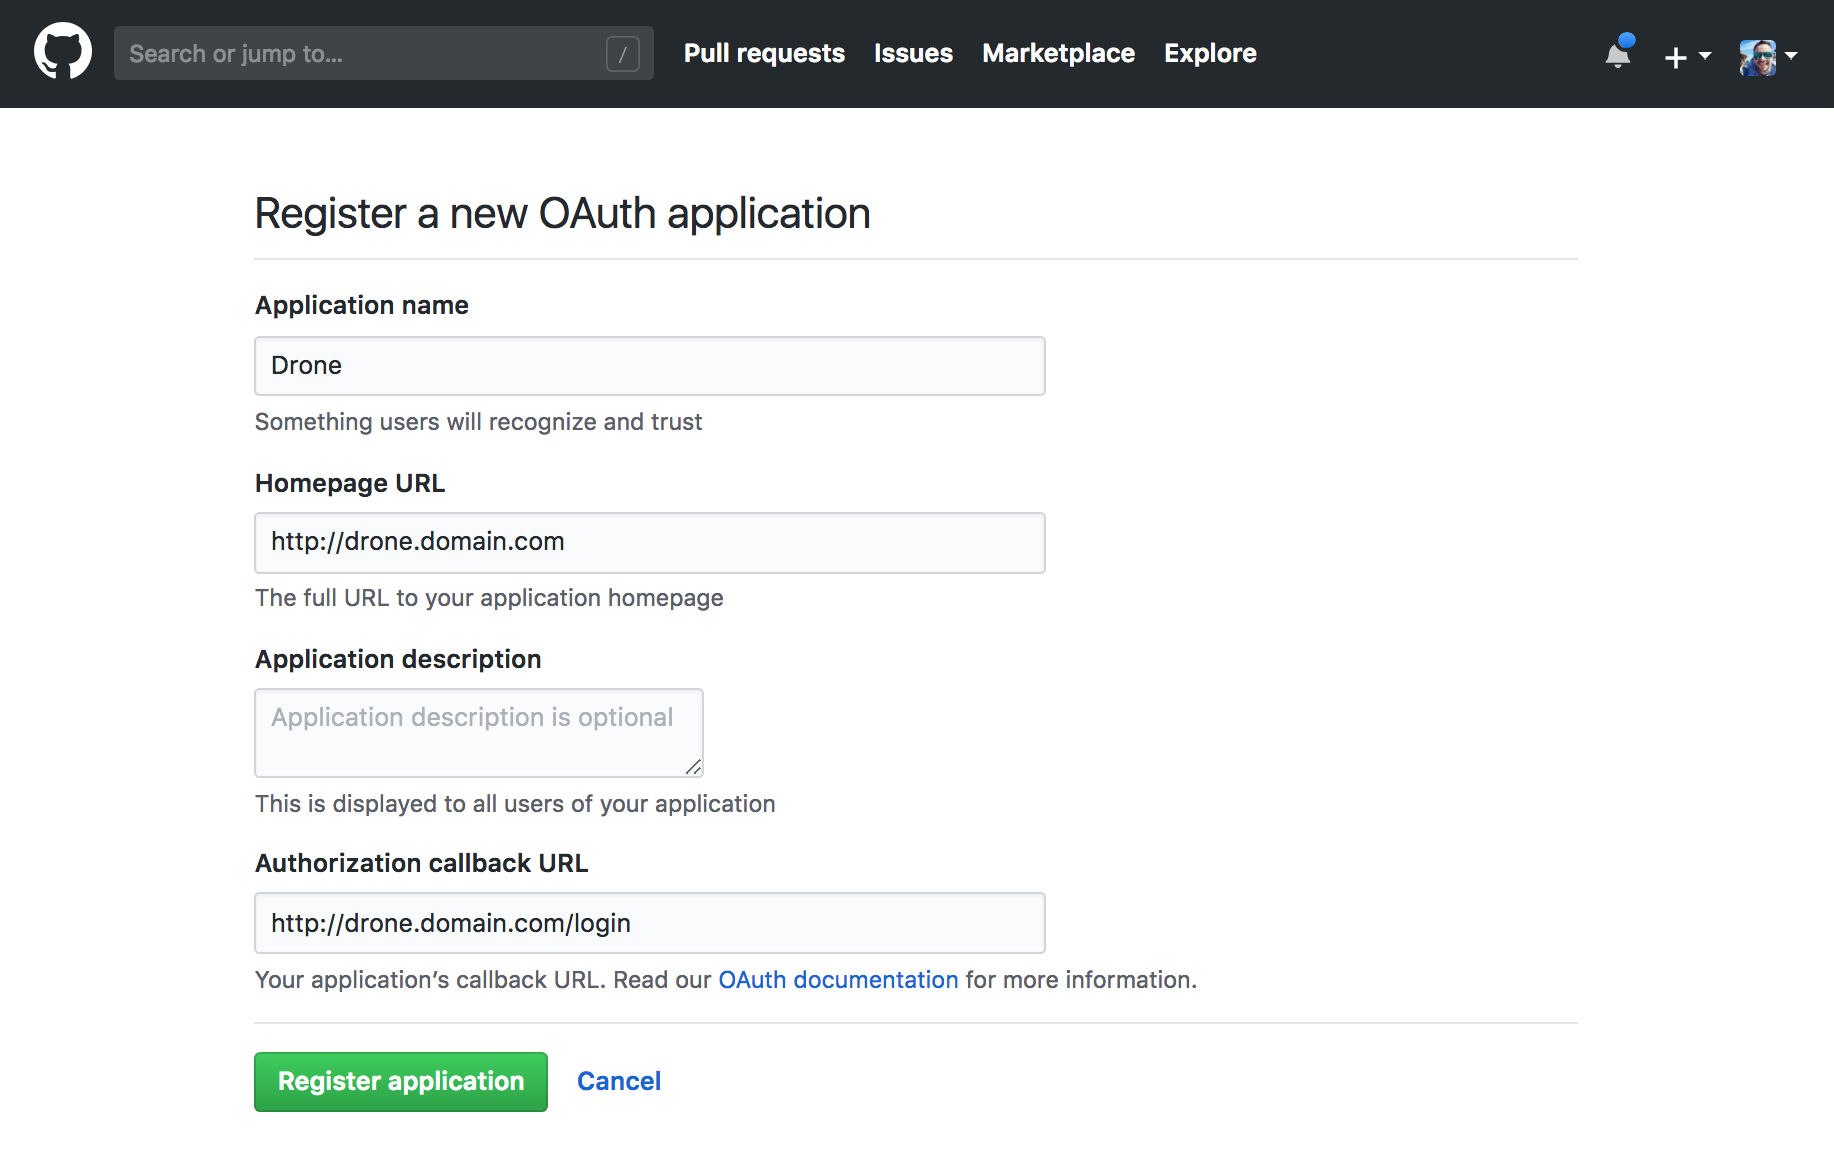 Search or jump to... /
Pull requests Issues Marketplace Explore
Register a new OAuth application
Application name
Drone
Something users will recognize and trust
Homepage URL
http://drone.domain.com
The full URL to your application homepage
Application description
Application description is optional
This is displayed to all users of your application
Authorization callback URL
http://drone.domain.com/login
Your application’s callback URL. Read our OAuth documentation for more information.
Register application Cancel